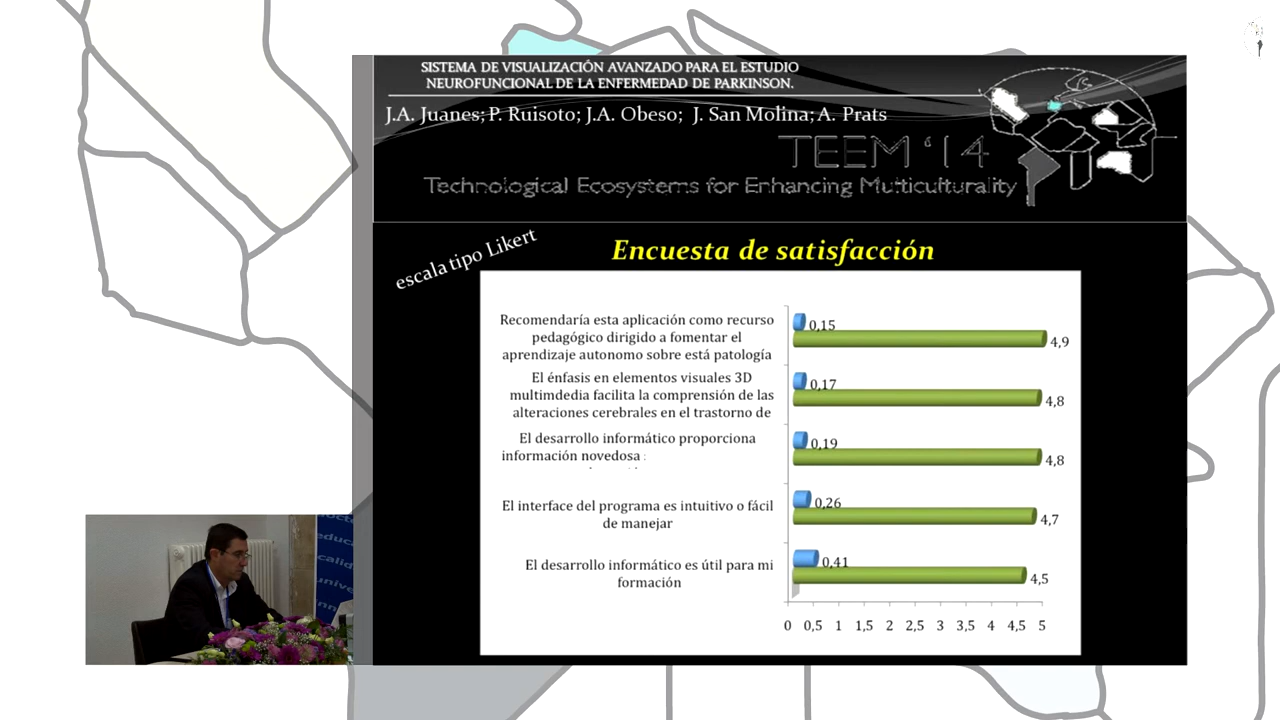 SISTEMA DE VISUALIZACIÓN AVANZADO PARA EL ESTUDIO
NEUROFUNCIONAL DE LA ENFERMEDAD DE PARKINSON.
J.A. Juanes; P. Ruisoto; J.A. Obeso; J. San Molina; A. Prats
TEEM ‘14
Technological Ecosystems for Enhancing Multiculturality
escala tipo Likert
Encuesta de satisfacción
Recomendaría esta aplicación como recurso
pedagógico dirigido a fomentar el
aprendizaje autonomo sobre está patología
0,15
4,9
El énfasis en elementos visuales 3D
multimdedia facilita la comprensión de las
alteraciones cerebrales en el trastorno de
0,17
4,8
El desarrollo informático proporciona
información novedosa
0,19
4,8
El interface del programa es intuitivo o fácil
de manejar
0,26
4,7
El desarrollo informático es útil para mi
formación
0,41
4,5
0 0,5 1 1,5 2 2,5 3 3,5 4 4,5 5